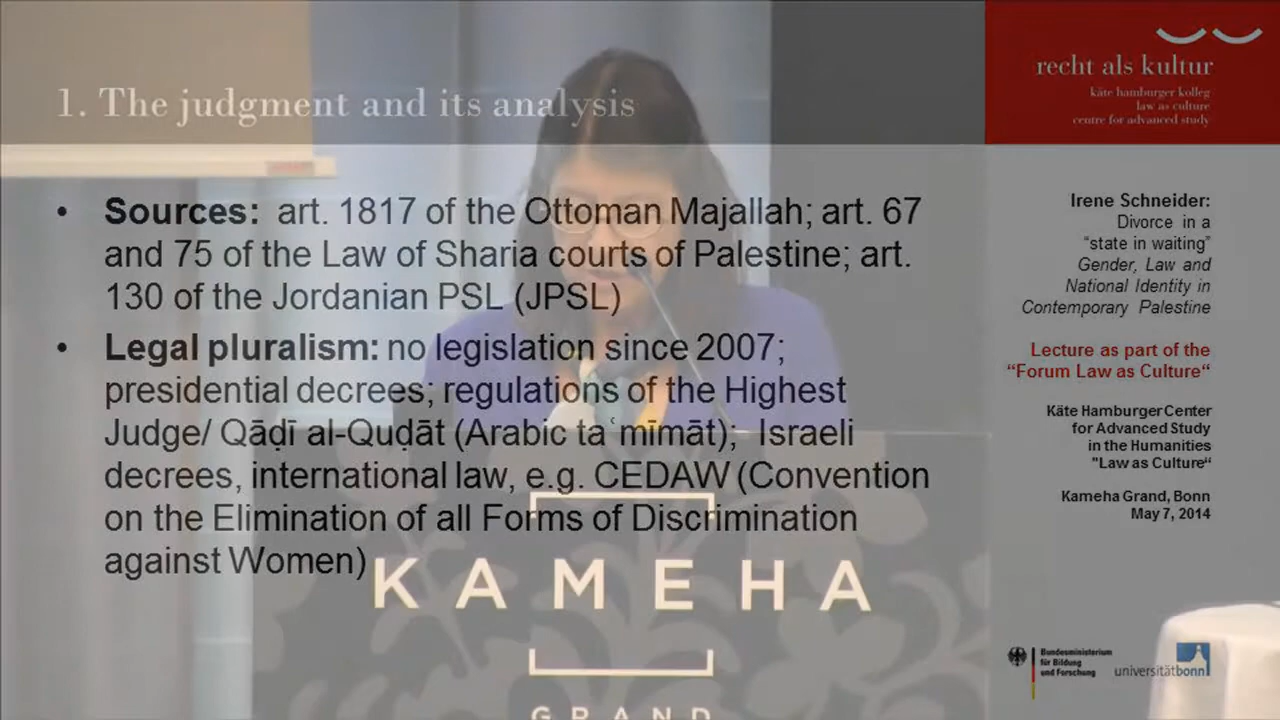 1. The judgment and its analysis
• Sources: art. 1817 of the Ottoman Majallah; art. 67
and 75 of the Law of Sharia courts of Palestine; art.
130 of the Jordanian PSL (JPSL)
• Legal pluralism: no legislation since 2007;
presidential decrees; regulations of the Highest
Judge/ Qāḍī al-Quḍāt (Arabic taʿmīmāt); Israeli
decrees, international law, e.g. CEDAW (Convention
on the Elimination of all Forms of Discrimination
against Women)
KAMEHA
GRAND
recht als kultur
käte hamburger kolleg
law as culture
centre for advanced study
Irene Schneider:
Divorce in a
“state in waiting”
Gender, Law and
National Identity in
Contemporary Palestine
Lecture as part of the
“Forum Law as Culture“
Käte Hamburger Center
for Advanced Study
in the Humanities
"Law as Culture“
Kameha Grand, Bonn
May 7, 2014
Bundesministerium
für Bildung
und Forschung
universitätbonn